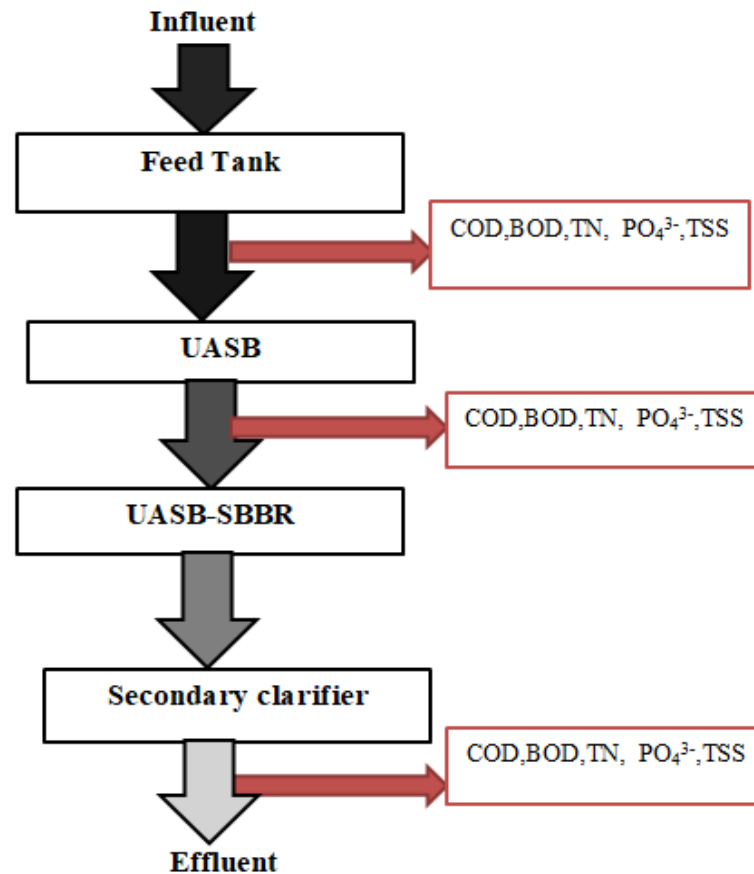 Influent
Feed Tank
COD,BOD,TN, PO₄³⁻,TSS
UASB
COD,BOD,TN, PO₄³⁻,TSS
UASB-SBBR
Secondary clarifier
COD,BOD,TN, PO₄³⁻,TSS
Effluent